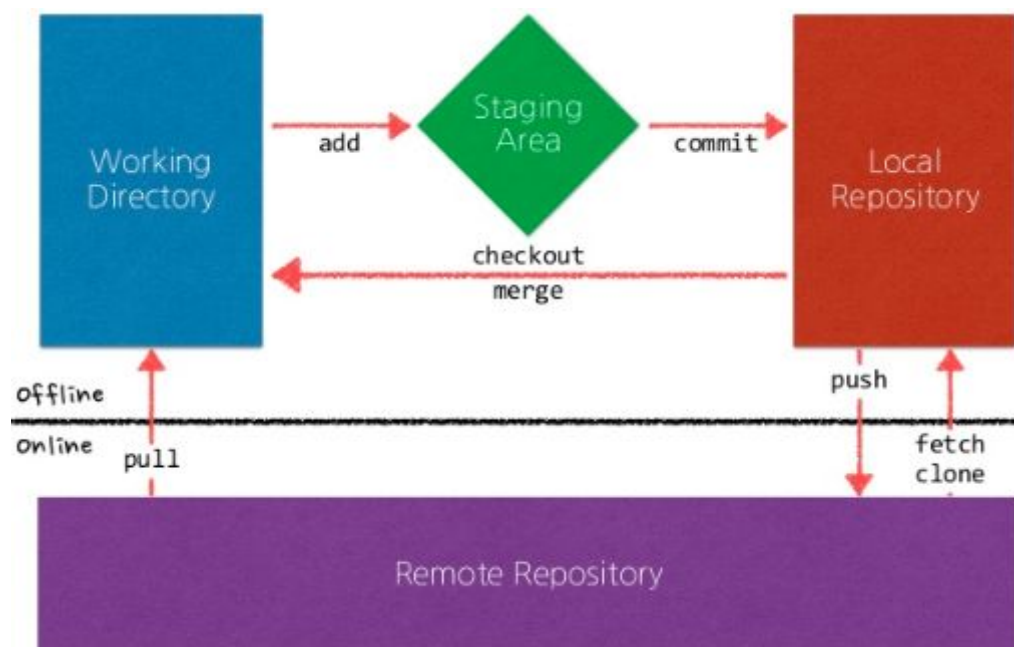 Working
Directory
add
Staging
Area
commit
Local
Repository
checkout
merge
Offline
Online
pull
push
fetch
clone
Remote Repository